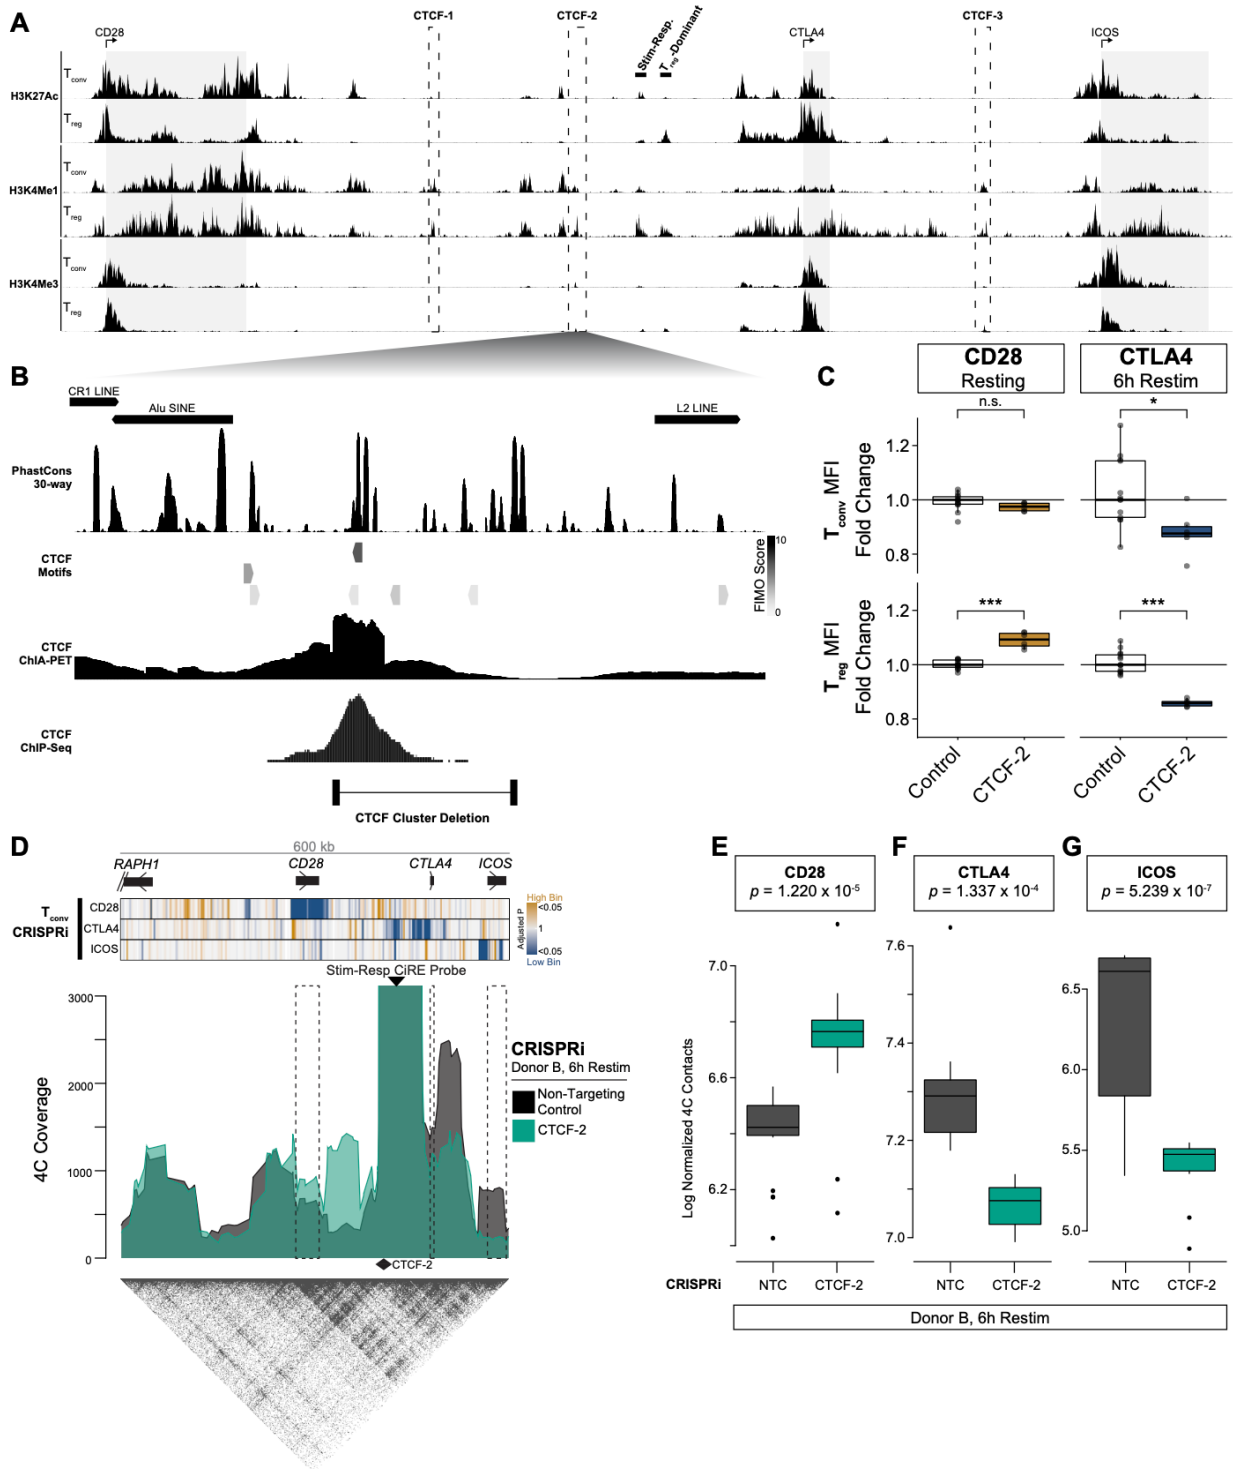 A
CD28
CTCF-1
CTCF-2
Stim-Resp.
Treg-Dominant
CTLA4
CTCF-3
ICOS
H3K27Ac
Tconv
Treg
H3K4Me1
Tconv
Treg
H3K4Me3
Tconv
Treg
B
CR1 LINE
Alu SINE
L2 LINE
PhastCons
30-way
CTCF
Motifs
FIMO Score
10
0
CTCF
ChIA-PET
CTCF
ChIP-Seq
CTCF Cluster Deletion
C
CD28
Resting
CTLA4
6h Restim
n.s.
*
Tconv MFI
Fold Change
1.2
1.0
0.8
***
***
Treg MFI
Fold Change
1.2
1.0
0.8
Control
CTCF-2
Control
CTCF-2
D
600 kb
RAPH1
CD28
CTLA4
ICOS
Tconv
CRISPRi
CD28
CTLA4
ICOS
High Bin
Adjusted P
<0.05
1
<0.05
Low Bin
Stim-Resp CiRE Probe
4C Coverage
3000
2000
1000
0
CRISPRi
Donor B, 6h Restim
Non-Targeting
Control
CTCF-2
CTCF-2
E
CD28
p = 1.220 x 10-5
Log Normalized 4C Contacts
7.0
6.6
6.2
F
CTLA4
p = 1.337 x 10-4
7.6
7.4
7.2
7.0
G
ICOS
p = 5.239 x 10-7
6.5
6.0
5.5
5.0
CRISPRi
NTC
CTCF-2
NTC
CTCF-2
NTC
CTCF-2
Donor B, 6h Restim